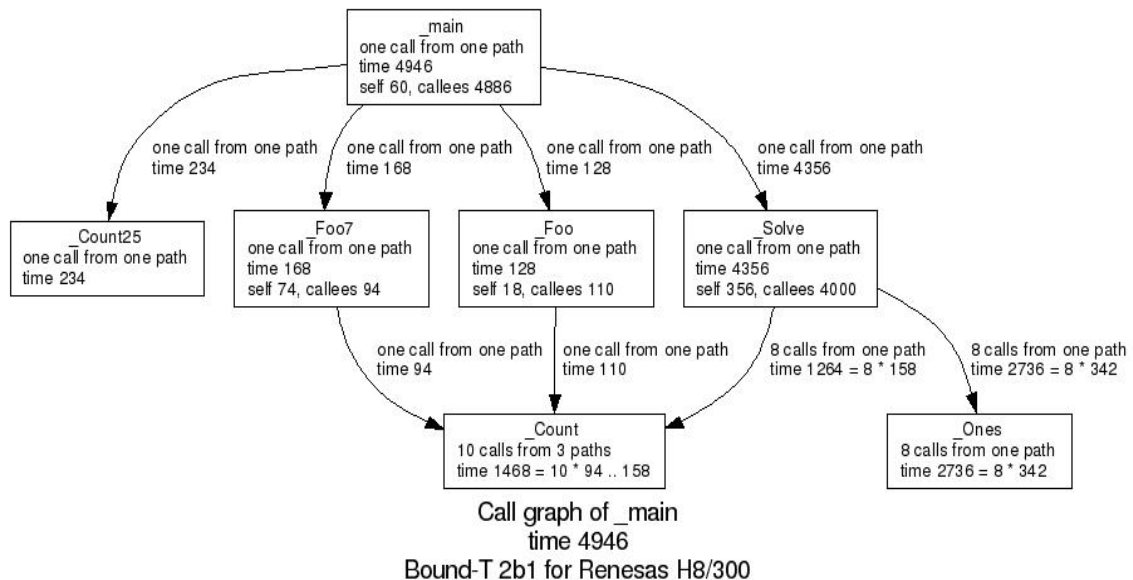 _main
one call from one path
time 4946
self 60, callees 4886
one call from one path
time 234
one call from one path
time 168
one call from one path
time 128
one call from one path
time 4356
_Count25
one call from one path
time 234
_Foo7
one call from one path
time 168
self 74, callees 94
_Foo
one call from one path
time 128
self 18, callees 110
_Solve
one call from one path
time 4356
self 356, callees 4000
one call from one path
time 94
one call from one path
time 110
8 calls from one path
time 1264 = 8 * 158
8 calls from one path
time 2736 = 8 * 342
_Count
10 calls from 3 paths
time 1468 = 10 * 94 .. 158
_Ones
8 calls from one path
time 2736 = 8 * 342
Call graph of _main
time 4946
Bound-T 2b1 for Renesas H8/300